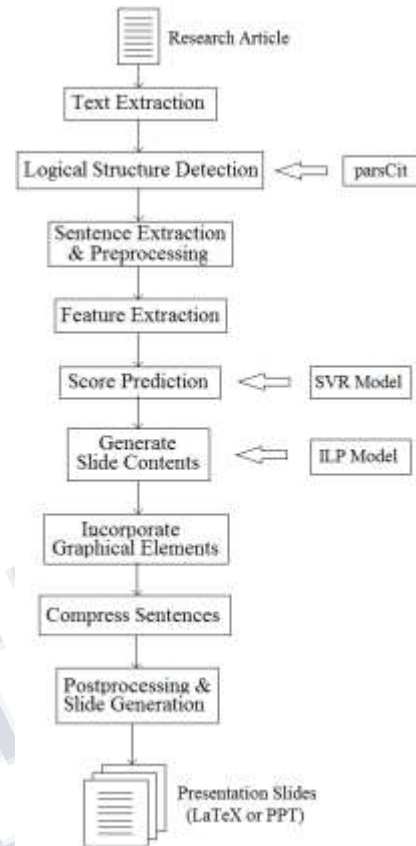 Research Article
Text Extraction
Logical Structure Detection
parsCit
Sentence Extraction
& Preprocessing
Feature Extraction
Score Prediction
SVR Model
Generate
Slide Contents
ILP Model
Incorporate
Graphical Elements
Compress Sentences
Postprocessing &
Slide Generation
Presentation Slides
(LaTeX or PPT)